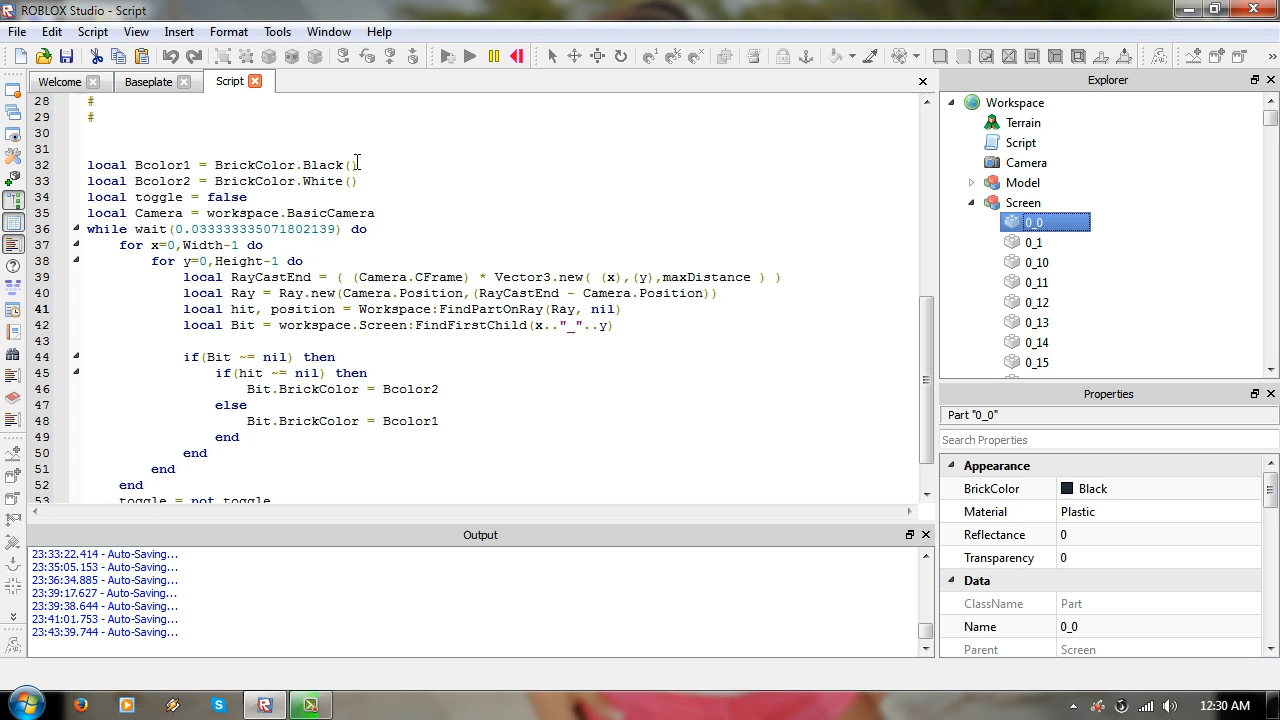 ROBLOX Studio - Script
File Edit Script View Insert Format Tools Window Help
Welcome Baseplate Script
28 #
29 #
30
31
32 local Bcolor1 = BrickColor.Black()
33 local Bcolor2 = BrickColor.White()
34 local toggle = false
35 local Camera = workspace.BasicCamera
36 while wait(0.033333335071802139) do
37 for x=0,Width-1 do
38 for y=0,Height-1 do
39 local RayCastEnd = ( (Camera.CFrame) * Vector3.new( (x),(y),maxDistance ) )
40 local Ray = Ray.new(Camera.Position,(RayCastEnd - Camera.Position))
41 local hit, position = Workspace:FindPartOnRay(Ray, nil)
42 local Bit = workspace.Screen:FindFirstChild(x.."_"..y)
43
44 if(Bit ~= nil) then
45 if(hit ~= nil) then
46 Bit.BrickColor = Bcolor2
47 else
48 Bit.BrickColor = Bcolor1
49 end
50 end
51 end
52 end
53 toggle = not toggle
Output
23:33:22.414 - Auto-Saving...
23:35:05.153 - Auto-Saving...
23:36:34.885 - Auto-Saving...
23:39:17.627 - Auto-Saving...
23:39:38.644 - Auto-Saving...
23:41:01.753 - Auto-Saving...
23:43:39.744 - Auto-Saving...
Explorer
Workspace
Terrain
Script
Camera
Model
Screen
0_0
0_1
0_10
0_11
0_12
0_13
0_14
0_15
Properties
Part "0_0"
Search Properties
Appearance
BrickColor Black
Material Plastic
Reflectance 0
Transparency 0
Data
ClassName Part
Name 0_0
Parent Screen
12:30 AM